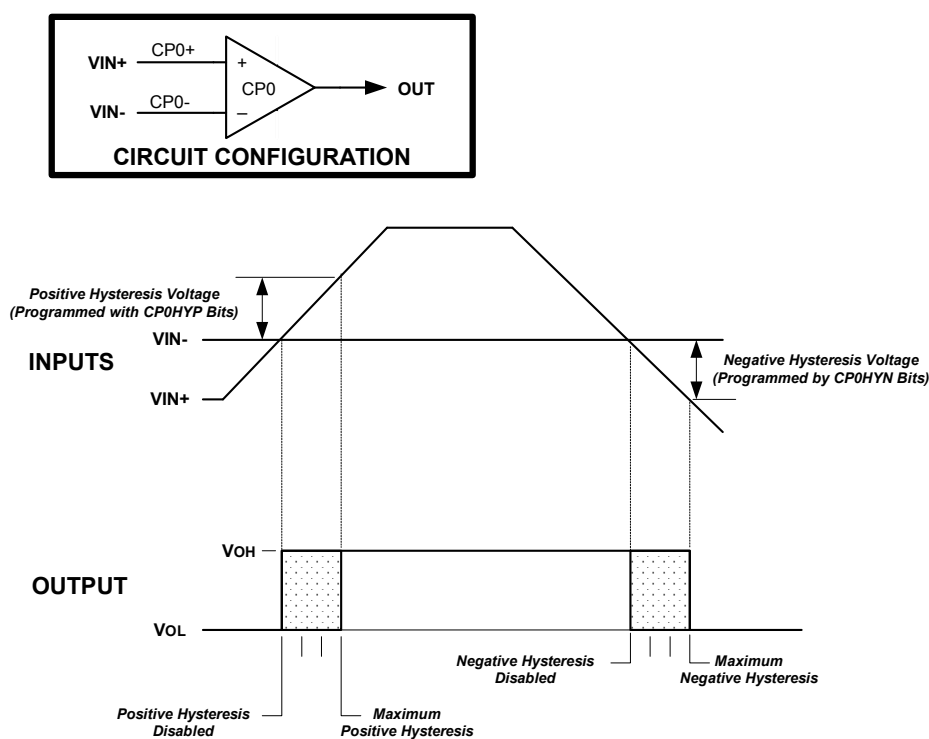 CP0+
VIN+
+
CP0
OUT
CP0-
VIN-
–
CIRCUIT CONFIGURATION
Positive Hysteresis Voltage
(Programmed with CP0HYP Bits)
VIN-
INPUTS
Negative Hysteresis Voltage
(Programmed by CP0HYN Bits)
VIN+
VOH
OUTPUT
VOL
Negative Hysteresis
Disabled
Maximum
Negative Hysteresis
Positive Hysteresis
Disabled
Maximum
Positive Hysteresis